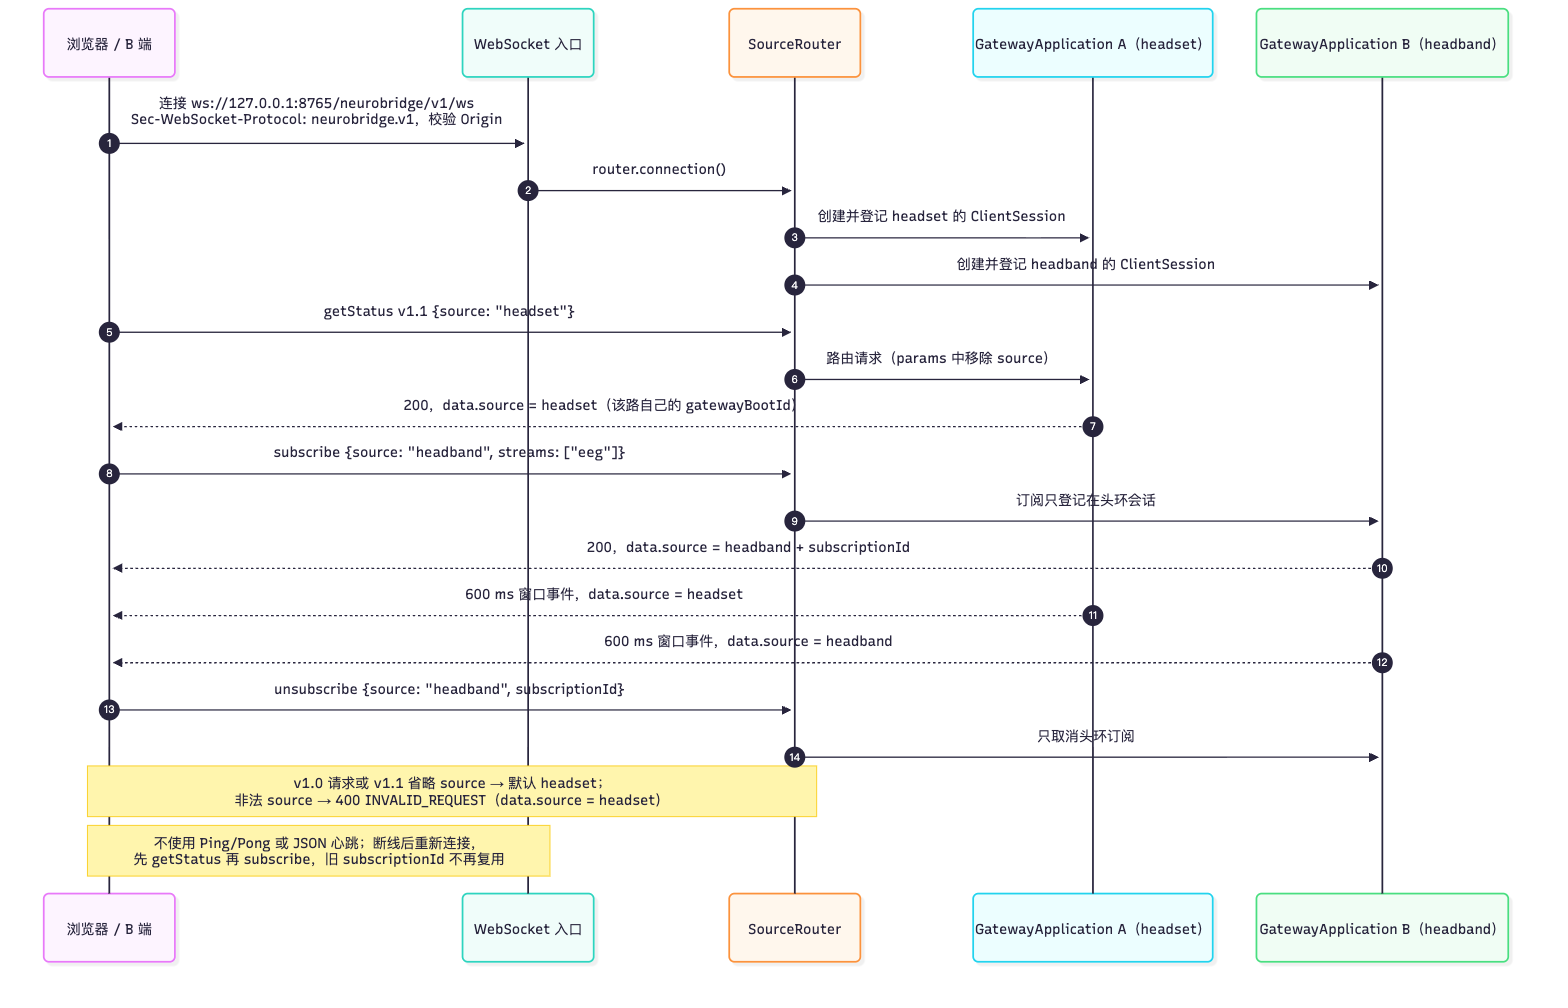 浏览器 / B 端
WebSocket 入口
SourceRouter
GatewayApplication A（headset）
GatewayApplication B（headband）
连接 ws://127.0.0.1:8765/neurobridge/v1/ws
Sec-WebSocket-Protocol: neurobridge.v1，校验 Origin
1
router.connection()
2
创建并登记 headset 的 ClientSession
3
创建并登记 headband 的 ClientSession
4
getStatus v1.1 {source: "headset"}
5
路由请求（params 中移除 source）
6
200，data.source = headset（该路自己的 gatewayBootId）
7
subscribe {source: "headband", streams: ["eeg"]}
8
订阅只登记在头环会话
9
200，data.source = headband + subscriptionId
10
600 ms 窗口事件，data.source = headset
11
600 ms 窗口事件，data.source = headband
12
unsubscribe {source: "headband", subscriptionId}
13
只取消头环订阅
14
v1.0 请求或 v1.1 省略 source → 默认 headset；
非法 source → 400 INVALID_REQUEST（data.source = headset）
不使用 Ping/Pong 或 JSON 心跳；断线后重新连接，
先 getStatus 再 subscribe，旧 subscriptionId 不再复用
浏览器 / B 端
WebSocket 入口
SourceRouter
GatewayApplication A（headset）
GatewayApplication B（headband）